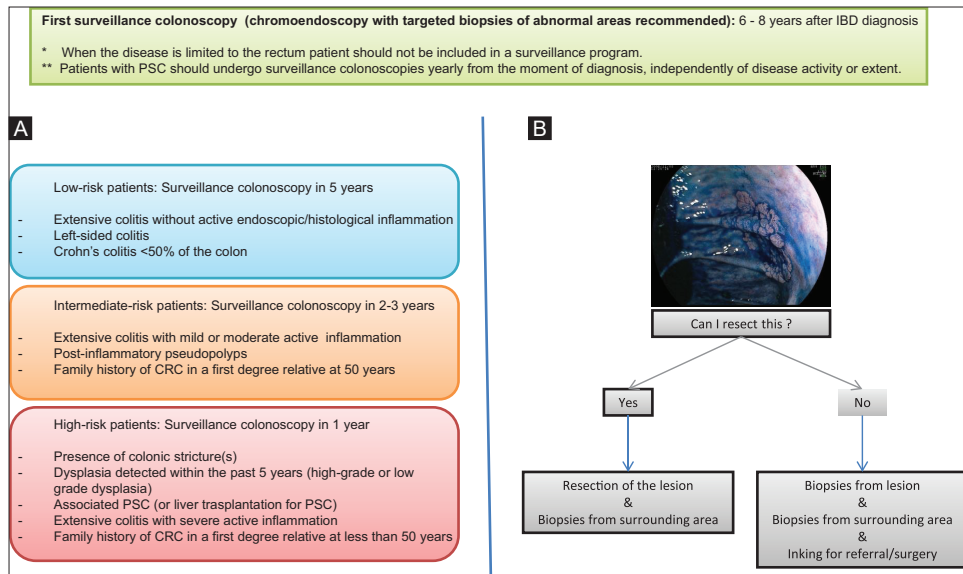 First surveillance colonoscopy (chromoendoscopy with targeted biopsies of abnormal areas recommended): 6 - 8 years after IBD diagnosis
* When the disease is limited to the rectum patient should not be included in a surveillance program.
** Patients with PSC should undergo surveillance colonoscopies yearly from the moment of diagnosis, independently of disease activity or extent.
A
Low-risk patients: Surveillance colonoscopy in 5 years
- Extensive colitis without active endoscopic/histological inflammation
- Left-sided colitis
- Crohn's colitis <50% of the colon
Intermediate-risk patients: Surveillance colonoscopy in 2-3 years
- Extensive colitis with mild or moderate active inflammation
- Post-inflammatory pseudopolyps
- Family history of CRC in a first degree relative at 50 years
High-risk patients: Surveillance colonoscopy in 1 year
- Presence of colonic stricture(s)
- Dysplasia detected within the past 5 years (high-grade or low
grade dysplasia)
- Associated PSC (or liver trasplantation for PSC)
- Extensive colitis with severe active inflammation
- Family history of CRC in a first degree relative at less than 50 years
B
Can I resect this ?
Yes
No
Resection of the lesion
&
Biopsies from surrounding area
Biopsies from lesion
&
Biopsies from surrounding area
&
Inking for referral/surgery